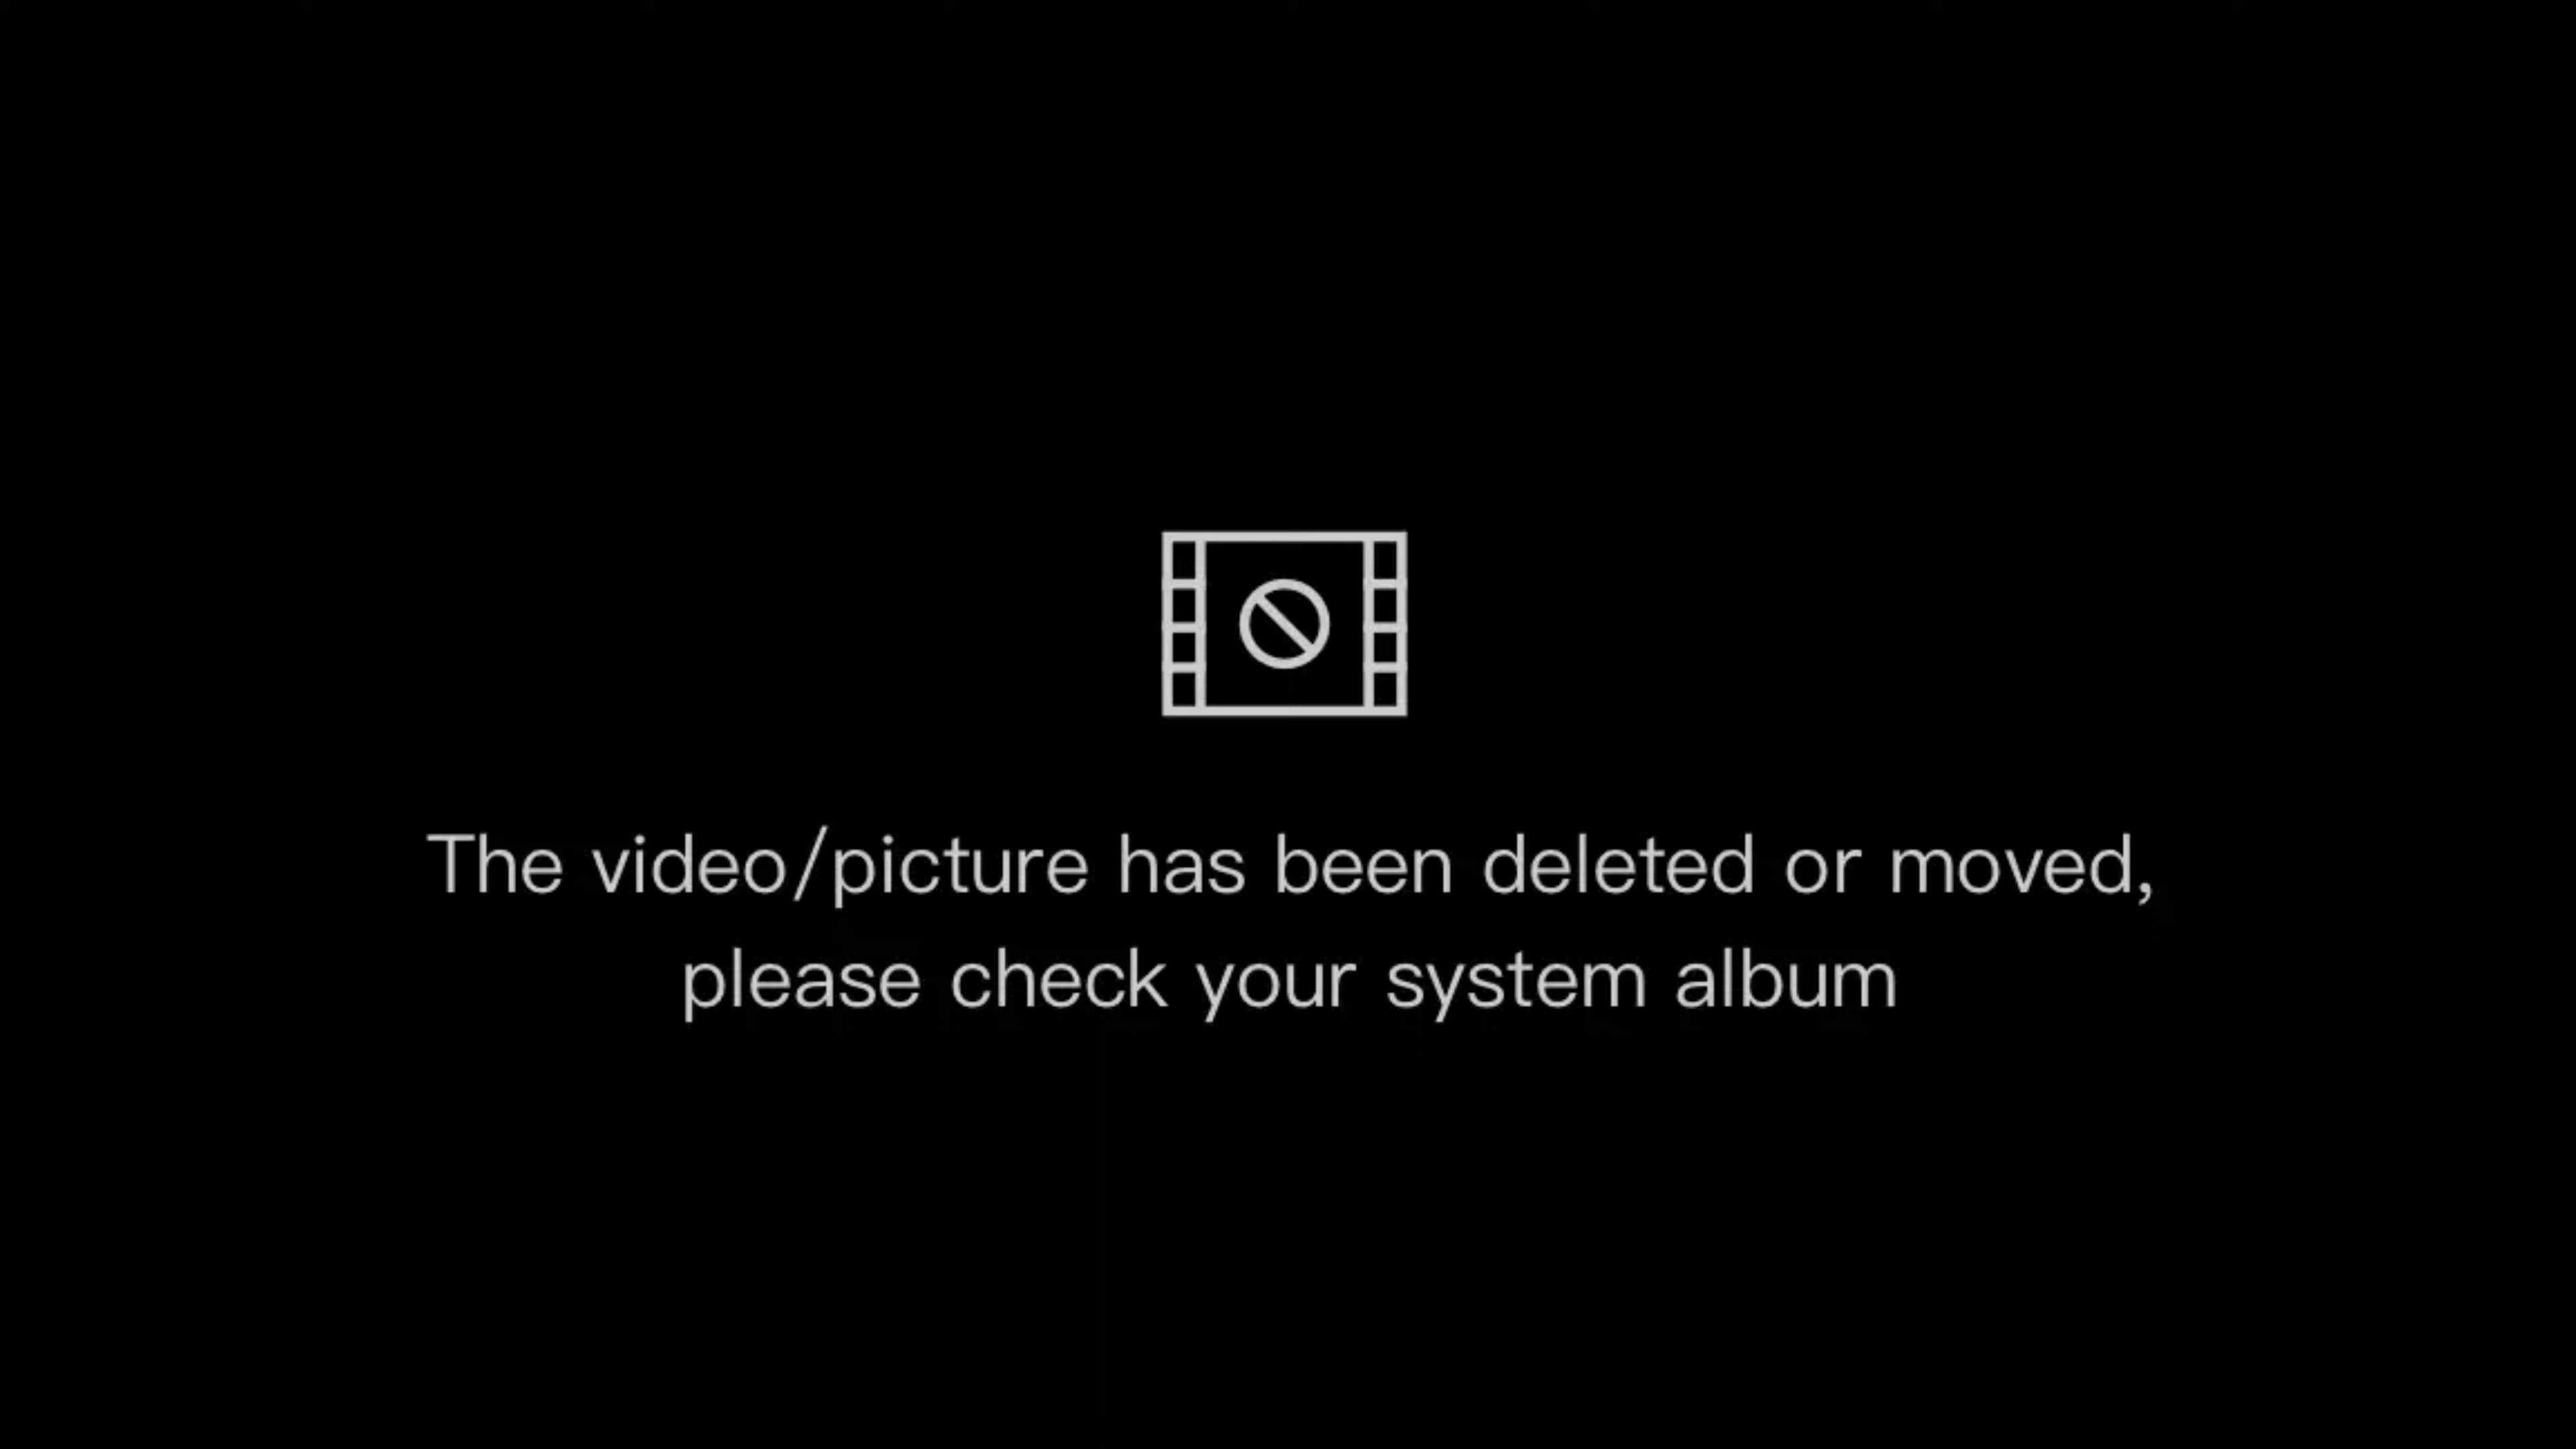 The video/picture has been deleted or moved,
please check your system album